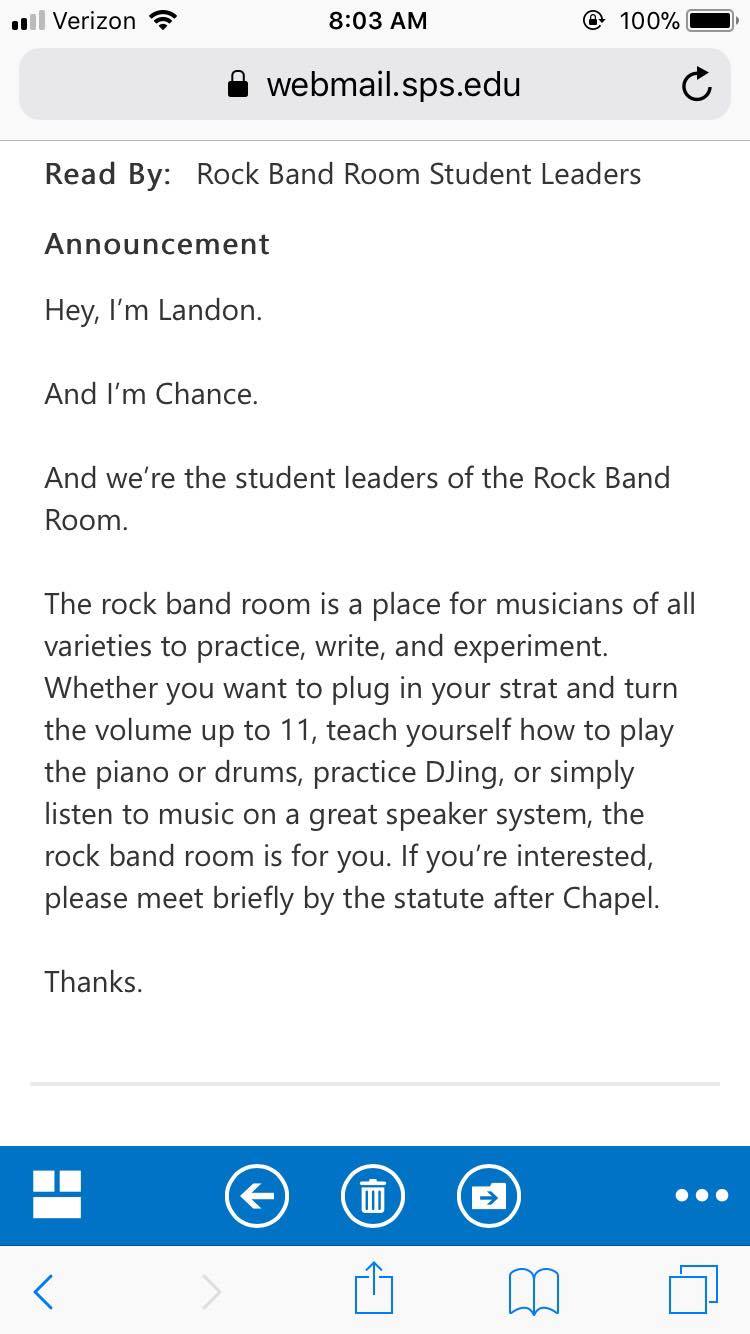 Verizon 8:03 AM 100%
webmail.sps.edu
Read By: Rock Band Room Student Leaders
Announcement
Hey, I’m Landon.
And I’m Chance.
And we’re the student leaders of the Rock Band
Room.
The rock band room is a place for musicians of all
varieties to practice, write, and experiment.
Whether you want to plug in your strat and turn
the volume up to 11, teach yourself how to play
the piano or drums, practice DJing, or simply
listen to music on a great speaker system, the
rock band room is for you. If you’re interested,
please meet briefly by the statute after Chapel.
Thanks.